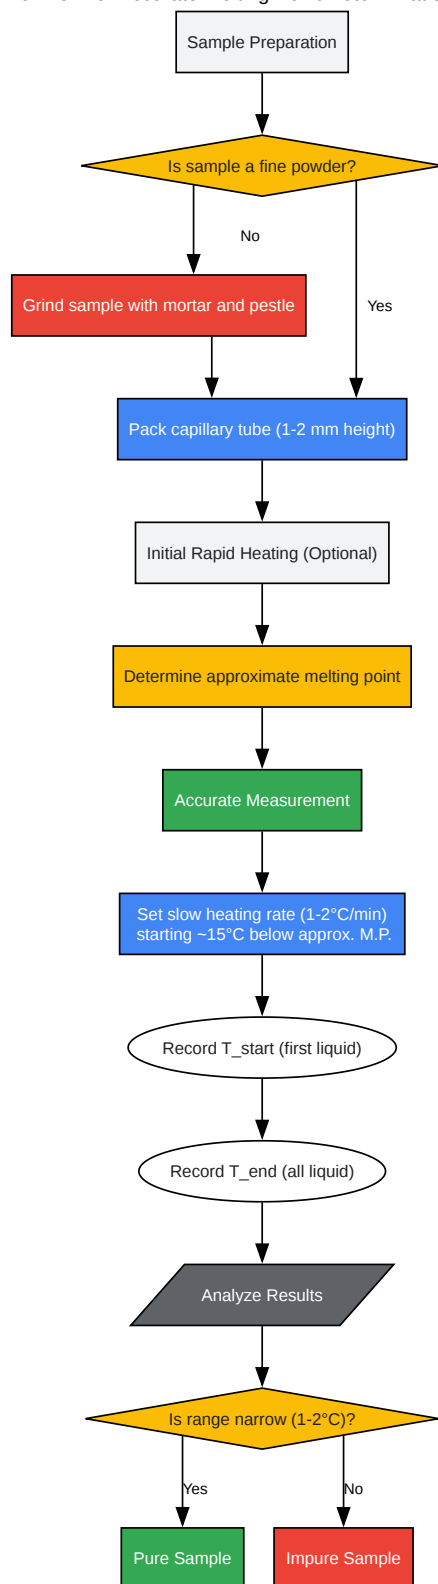 Sample Preparation
Is sample a fine powder?
No
Grind sample with mortar and pestle
Yes
Pack capillary tube (1-2 mm height)
Initial Rapid Heating (Optional)
Determine approximate melting point
Accurate Measurement
Set slow heating rate (1-2°C/min)
starting ~15°C below approx. M.P.
Record T_start (first liquid)
Record T_end (all liquid)
Analyze Results
Is range narrow (1-2°C)?
Yes
No
Pure Sample
Impure Sample